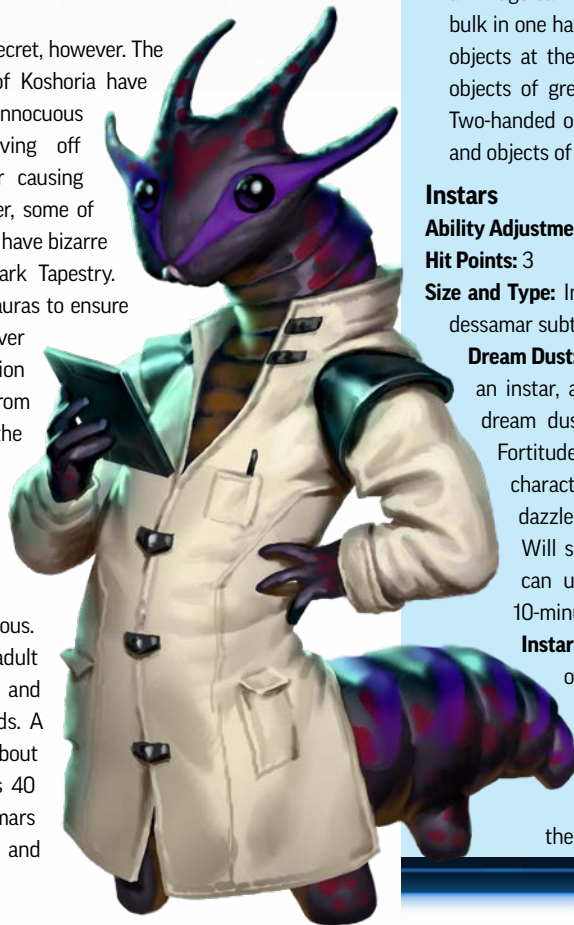 ecret, however. The
of Koshoria have
nnocuous
ving off
r causing
er, some of
have bizarre
ark Tapestry.
auras to ensure
ver
ion
rom
the
ous.
adult
and
ds. A
bout
s 40
mars
and
bulk in one ha
objects at the
objects of gre
Two-handed o
and objects of
Instars
Ability Adjustme
Hit Points: 3
Size and Type: In
dessamar subt
Dream Dust
an instar, a
dream dus
Fortitude
charact
dazzle
Will s
can u
10-minu
Instar
o
the